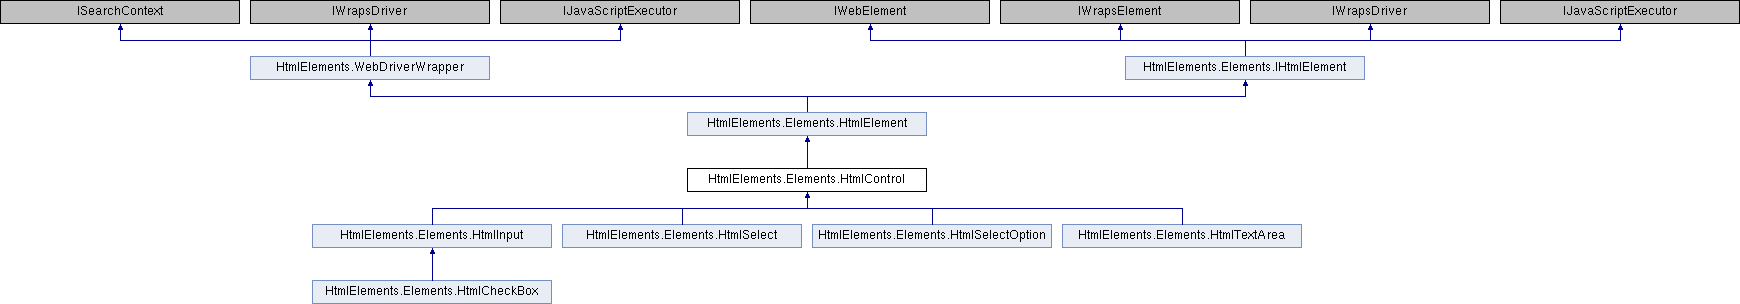 ISearchContext
IWrapsDriver
IJavaScriptExecutor
IWebElement
IWrapsElement
IWrapsDriver
IJavaScriptExecutor
HtmlElements.WebDriverWrapper
HtmlElements.Elements.IHtmlElement
HtmlElements.Elements.HtmlElement
HtmlElements.Elements.HtmlControl
HtmlElements.Elements.HtmlInput
HtmlElements.Elements.HtmlSelect
HtmlElements.Elements.HtmlSelectOption
HtmlElements.Elements.HtmlTextArea
HtmlElements.Elements.HtmlCheckBox